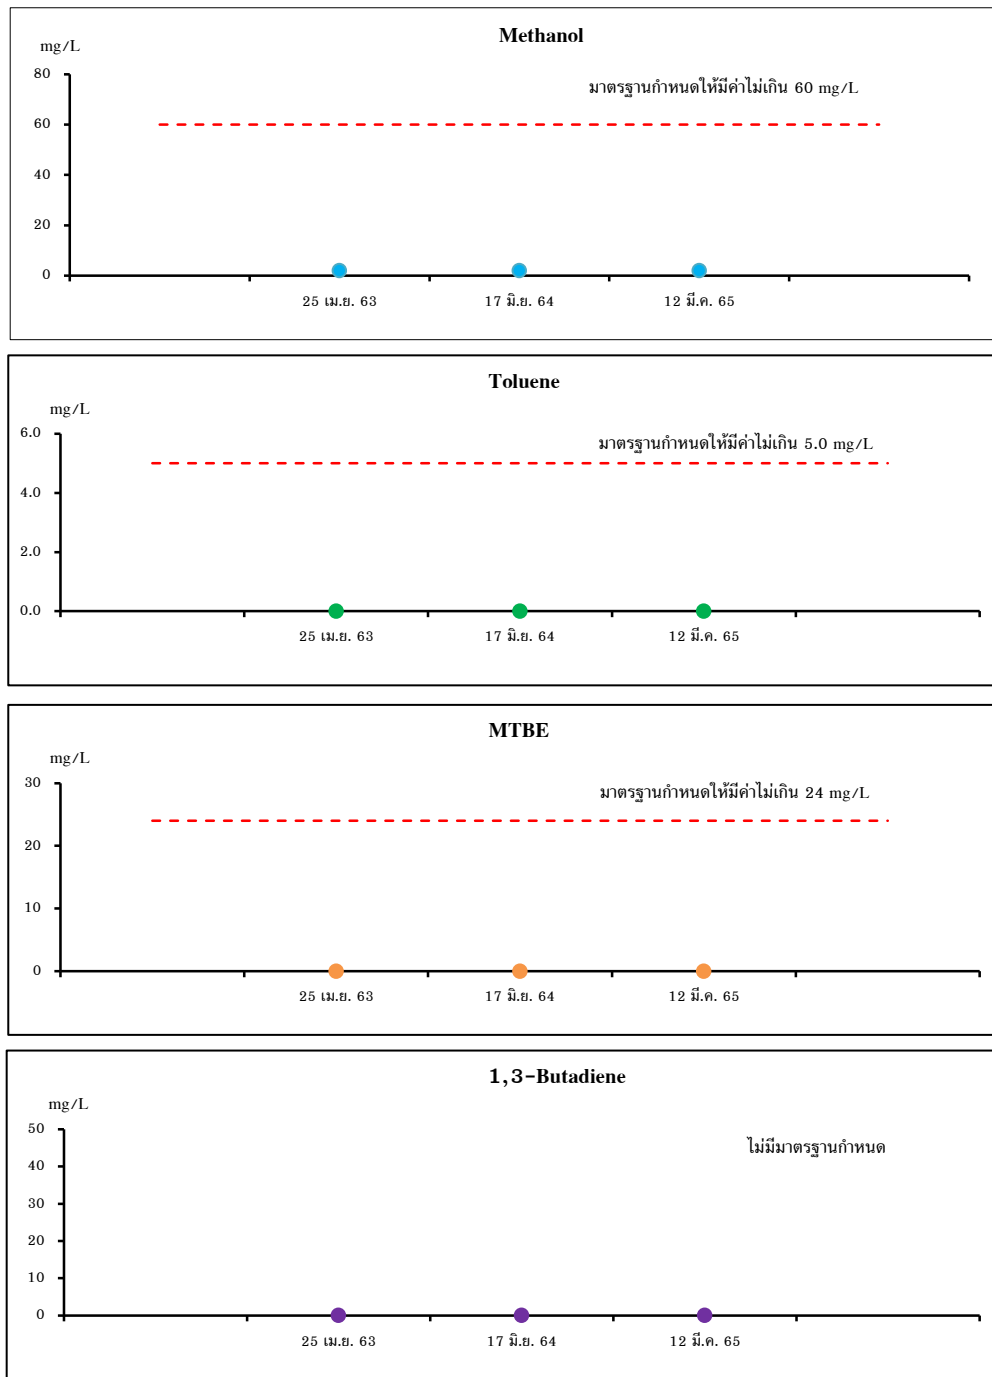 Methanol
mg/L
80
มาตรฐานกำหนดให้มีค่าไม่เกิน 60 mg/L
60
40
20
0
25 เม.ย. 63 17 มิ.ย. 64 12 มี.ค. 65
Toluene
mg/L
6.0
มาตรฐานกำหนดให้มีค่าไม่เกิน 5.0 mg/L
4.0
2.0
0.0
25 เม.ย. 63 17 มิ.ย. 64 12 มี.ค. 65
MTBE
mg/L
30
มาตรฐานกำหนดให้มีค่าไม่เกิน 24 mg/L
20
10
0
25 เม.ย. 63 17 มิ.ย. 64 12 มี.ค. 65
1,3-Butadiene
mg/L
50
ไม่มีมาตรฐานกำหนด
40
30
20
10
0
25 เม.ย. 63 17 มิ.ย. 64 12 มี.ค. 65